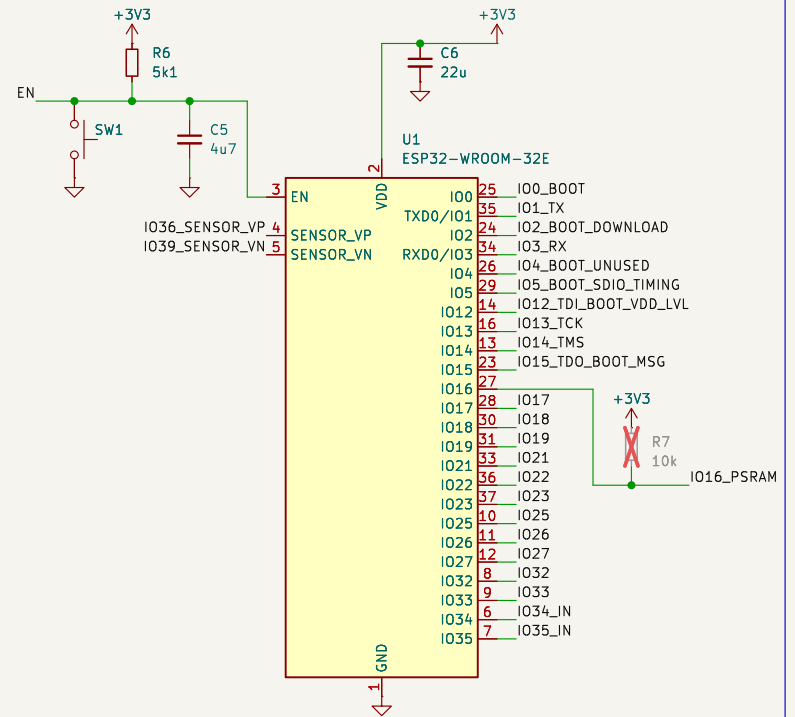 +3V3
+3V3
R6
5k1
C6
22u
EN
SW1
C5
4u7
U1
ESP32-WROOM-32E
2
VDD
3 EN
IO36_SENSOR_VP 4 SENSOR_VP
IO39_SENSOR_VN 5 SENSOR_VN
IO0 25 IO0_BOOT
TXD0/IO1 35 IO1_TX
IO2 24 IO2_BOOT_DOWNLOAD
RXD0/IO3 34 IO3_RX
IO4 26 IO4_BOOT_UNUSED
IO5 29 IO5_BOOT_SDIO_TIMING
IO12 14 IO12_TDI_BOOT_VDD_LVL
IO13 16 IO13_TCK
IO14 13 IO14_TMS
IO15 23 IO15_TDO_BOOT_MSG
IO16 27
IO17 28 IO17
IO18 30 IO18
IO19 31 IO19
IO21 33 IO21
IO22 36 IO22
IO23 37 IO23
IO25 10 IO25
IO26 11 IO26
IO27 12 IO27
IO32 8 IO32
IO33 9 IO33
IO34 6 IO34_IN
IO35 7 IO35_IN
+3V3
R7
10k
IO16_PSRAM
GND
1